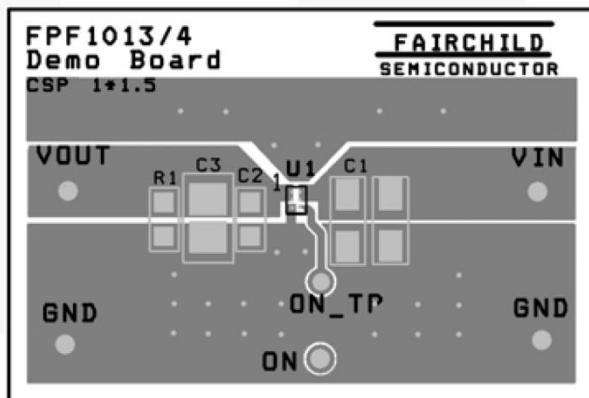 FPF1013/4
Demo Board
CSP 1*1.5
FAIRCHILD
SEMICONDUCTOR
VOUT
R1
C3
C2
1
U1
C1
VIN
GND
ON_TP
GND
ON